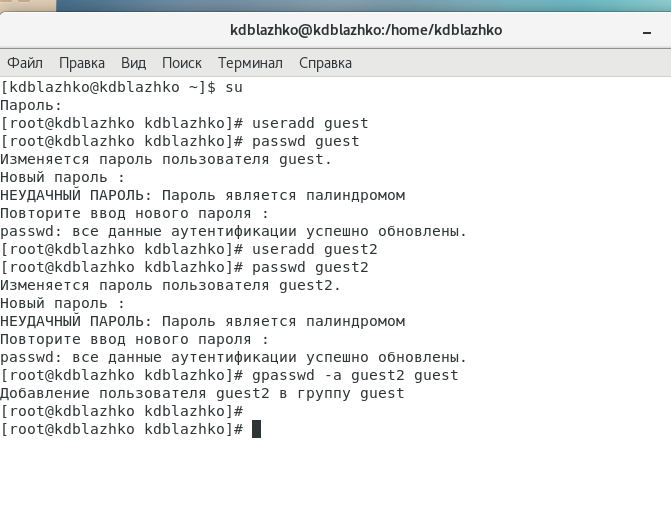 kdblazhko@kdblazhko:/home/kdblazhko
Файл Правка Вид Поиск Терминал Справка
[kdblazhko@kdblazhko ~]$ su
Пароль:
[root@kdblazhko kdblazhko]# useradd guest
[root@kdblazhko kdblazhko]# passwd guest
Изменяется пароль пользователя guest.
Новый пароль :
НЕУДАЧНЫЙ ПАРОЛЬ: Пароль является палиндромом
Повторите ввод нового пароля :
passwd: все данные аутентификации успешно обновлены.
[root@kdblazhko kdblazhko]# useradd guest2
[root@kdblazhko kdblazhko]# passwd guest2
Изменяется пароль пользователя guest2.
Новый пароль :
НЕУДАЧНЫЙ ПАРОЛЬ: Пароль является палиндромом
Повторите ввод нового пароля :
passwd: все данные аутентификации успешно обновлены.
[root@kdblazhko kdblazhko]# gpasswd -a guest2 guest
Добавление пользователя guest2 в группу guest
[root@kdblazhko kdblazhko]#
[root@kdblazhko kdblazhko]#